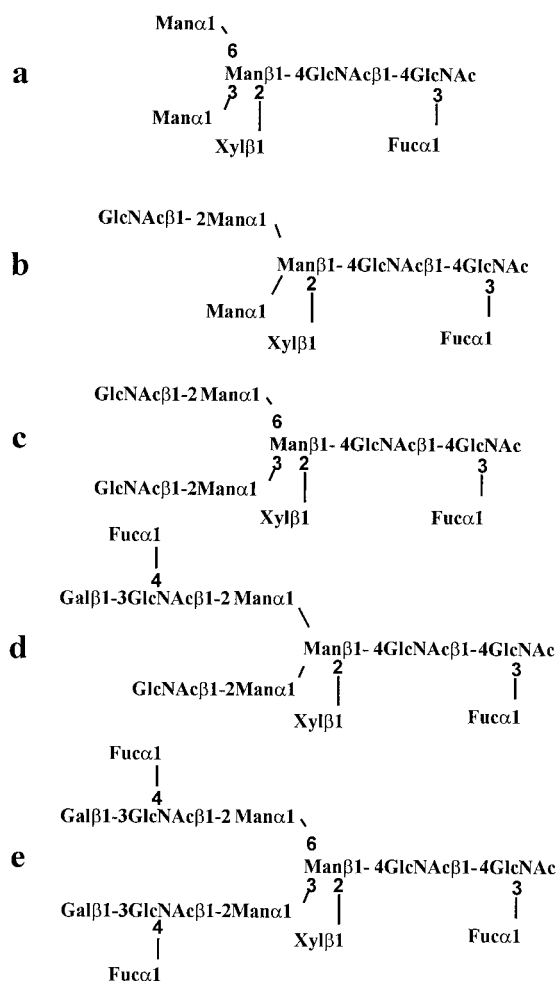 Manα1
6
a
Manβ1- 4GlcNAcβ1-4GlcNAc
3 2 3
Manα1
Xylβ1 Fucα1
GlcNAcβ1- 2Manα1
b
Manβ1- 4GlcNAcβ1-4GlcNAc
2 3
Manα1
Xylβ1 Fucα1
GlcNAcβ1-2 Manα1
6
c
Manβ1- 4GlcNAcβ1-4GlcNAc
3 2 3
GlcNAcβ1-2Manα1
Xylβ1 Fucα1
Fucα1
4
Galβ1-3GlcNAcβ1-2 Manα1
d
Manβ1- 4GlcNAcβ1-4GlcNAc
2 3
GlcNAcβ1-2Manα1
Xylβ1 Fucα1
Fucα1
4
Galβ1-3GlcNAcβ1-2 Manα1
6
e
Manβ1- 4GlcNAcβ1-4GlcNAc
3 2 3
Galβ1-3GlcNAcβ1-2Manα1
4
Xylβ1 Fucα1
Fucα1